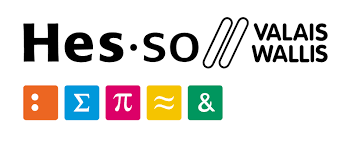 Hes·so // VALAIS
WALLIS
: Σ π ≈ &